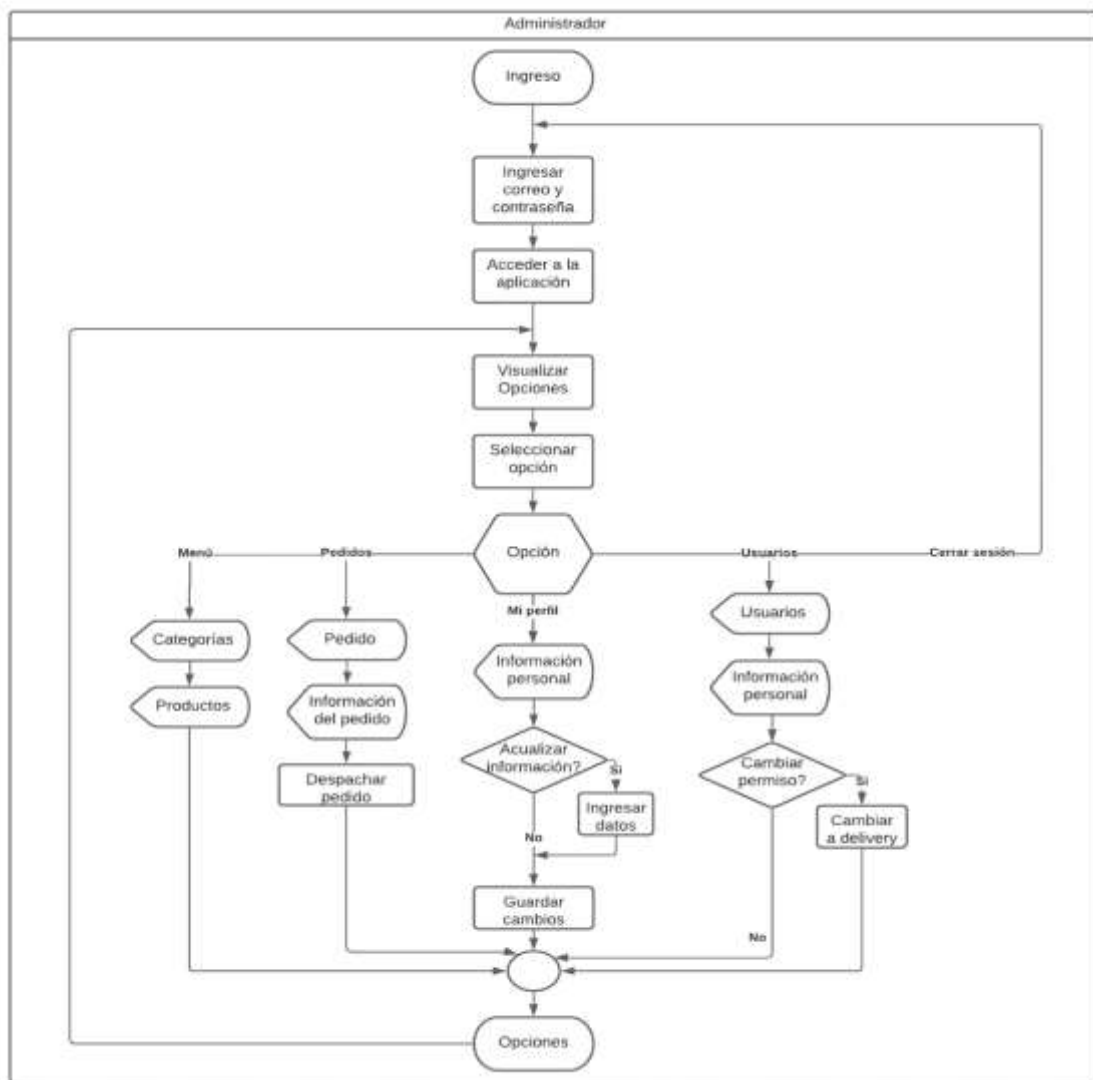 Administrador
Ingreso
Ingresar
correo y
contraseña
Acceder a la
aplicación
Visualizar
Opciones
Seleccionar
opción
Opción
Menú
Pedidos
Usuarios
Cerrar sesión
Mi perfil
Categorías
Productos
Pedido
Información
del pedido
Despachar
pedido
Información
personal
Acualizar
información?
Si
Ingresar
datos
No
Guardar
cambios
Usuarios
Información
personal
Cambiar
permiso?
Si
Cambiar
a delivery
No
Opciones